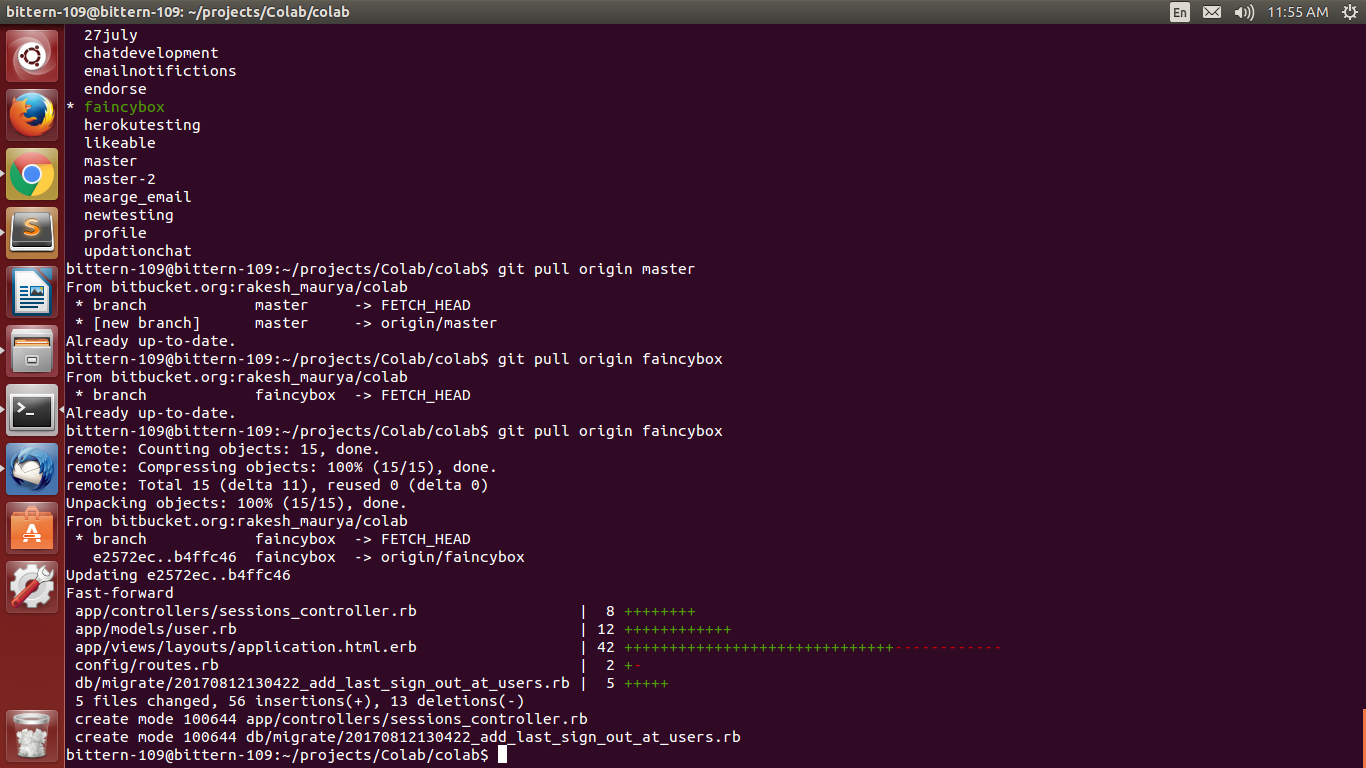 bittern-109@bittern-109: ~/projects/Colab/colab
En
11:55 AM
  27july
  chatdevelopment
  emailnotifictions
  endorse
* faincybox
  herokutesting
  likeable
  master
  master-2
  mearge_email
  newtesting
  profile
  updationchat
bittern-109@bittern-109:~/projects/Colab/colab$ git pull origin master
From bitbucket.org:rakesh_maurya/colab
 * branch            master     -> FETCH_HEAD
 * [new branch]      master     -> origin/master
Already up-to-date.
bittern-109@bittern-109:~/projects/Colab/colab$ git pull origin faincybox
From bitbucket.org:rakesh_maurya/colab
 * branch            faincybox  -> FETCH_HEAD
Already up-to-date.
bittern-109@bittern-109:~/projects/Colab/colab$ git pull origin faincybox
remote: Counting objects: 15, done.
remote: Compressing objects: 100% (15/15), done.
remote: Total 15 (delta 11), reused 0 (delta 0)
Unpacking objects: 100% (15/15), done.
From bitbucket.org:rakesh_maurya/colab
 * branch            faincybox  -> FETCH_HEAD
   e2572ec..b4ffc46  faincybox  -> origin/faincybox
Updating e2572ec..b4ffc46
Fast-forward
 app/controllers/sessions_controller.rb                  |  8 ++++++++
 app/models/user.rb                                      | 12 ++++++++++++
 app/views/layouts/application.html.erb                  | 42 ++++++++++++++++++++++++++++++------------
 config/routes.rb                                        |  2 +-
 db/migrate/20170812130422_add_last_sign_out_at_users.rb |  5 +++++
 5 files changed, 56 insertions(+), 13 deletions(-)
 create mode 100644 app/controllers/sessions_controller.rb
 create mode 100644 db/migrate/20170812130422_add_last_sign_out_at_users.rb
bittern-109@bittern-109:~/projects/Colab/colab$